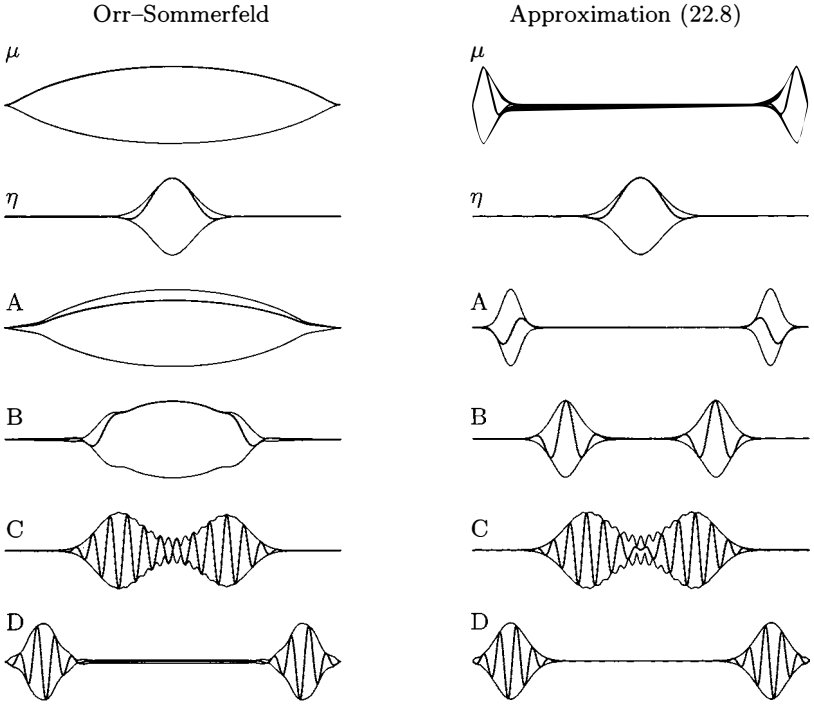 Orr–Sommerfeld
Approximation (22.8)
μ
μ
η
η
A
A
B
B
C
C
D
D